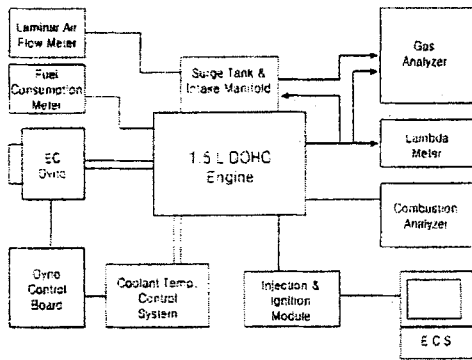 Laminar Air
Flow Meter
Fuel
Consumption
Meter
Surge Tank &
Intake Manifold
Gas
Analyzer
EC
Dyno
1.5 L DOHC
Engine
Lambda
Meter
Combustion
Analyzer
Dyno
Control
Board
Coolant Temp.
Control
System
Injection &
Ignition
Module
E C S